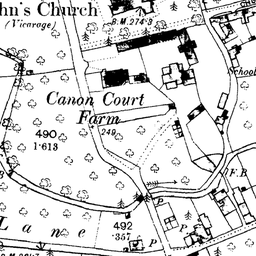 hn's Church
(Vicarage)
B.M. 274·3
School
Canon Court
Farm
249
490
1·613
F.B.
492
·357
Lane
P
P
P